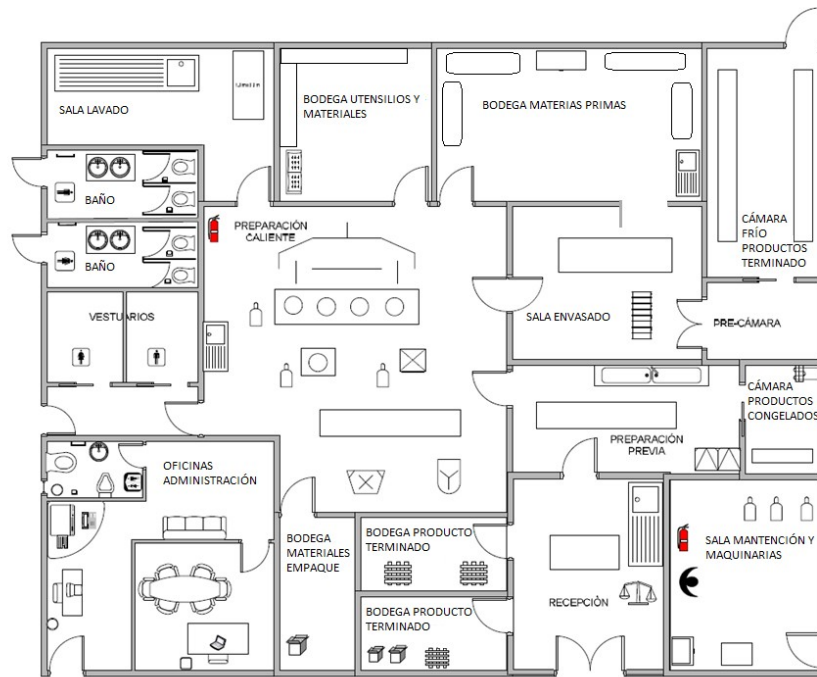 SALA LAVADO
BODEGA UTENSILIOS Y
MATERIALES
BODEGA MATERIAS PRIMAS
CÁMARA
FRÍO
PRODUCTOS
TERMINADO
BAÑO
PREPARACIÓN
CALIENTE
BAÑO
VESTUARIOS
SALA ENVASADO
PRE-CÁMARA
CÁMARA
PRODUCTOS
CONGELADOS
PREPARACIÓN
PREVIA
OFICINAS
ADMINISTRACIÓN
BODEGA
MATERIALES
EMPAQUE
BODEGA PRODUCTO
TERMINADO
BODEGA PRODUCTO
TERMINADO
RECEPCIÓN
SALA MANTENCIÓN Y
MAQUINARIAS